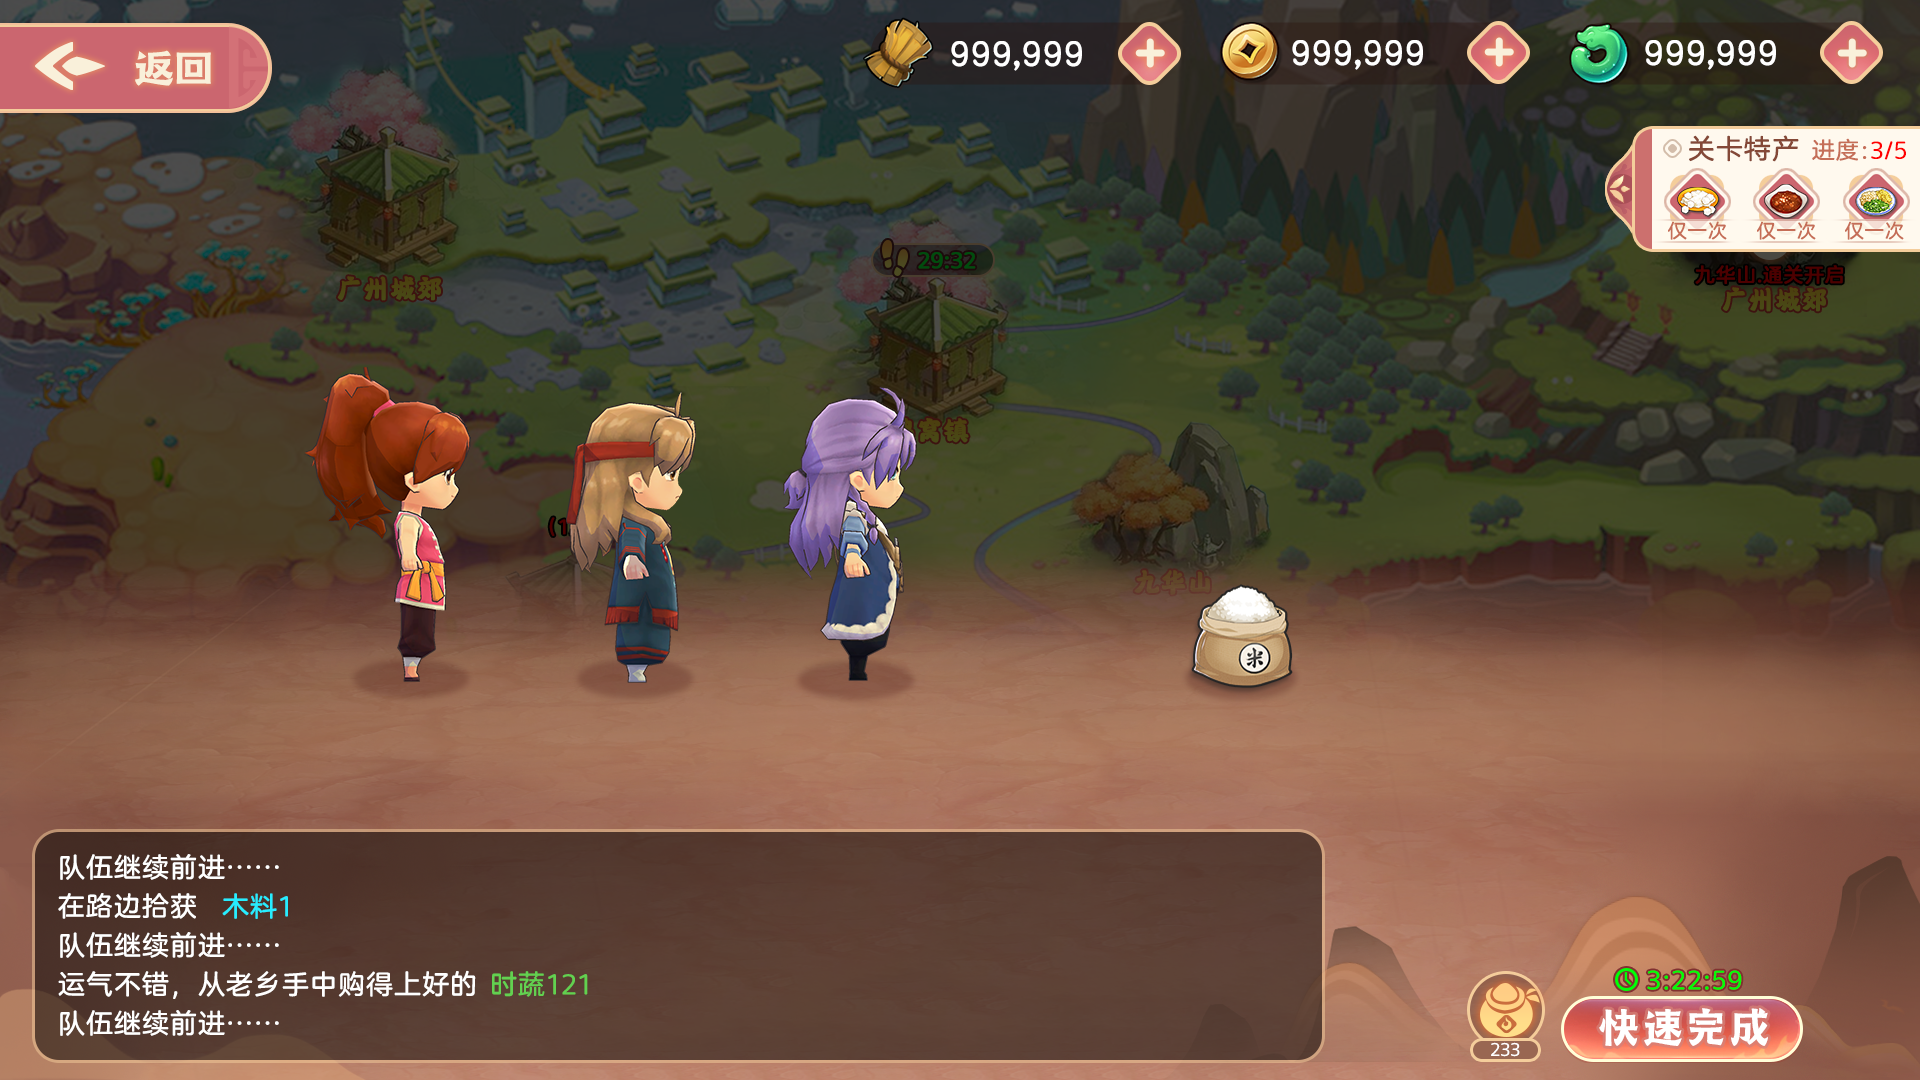 返回
999,999
999,999
999,999
关卡特产 进度:3/5
仅一次
仅一次
仅一次
29:32
广州城郊
九华山.通关开启
广州城郊
窝镇
九华山
米
队伍继续前进……
在路边拾获 木料1
队伍继续前进……
运气不错，从老乡手中购得上好的 时蔬121
队伍继续前进……
3:22:59
快速完成
233